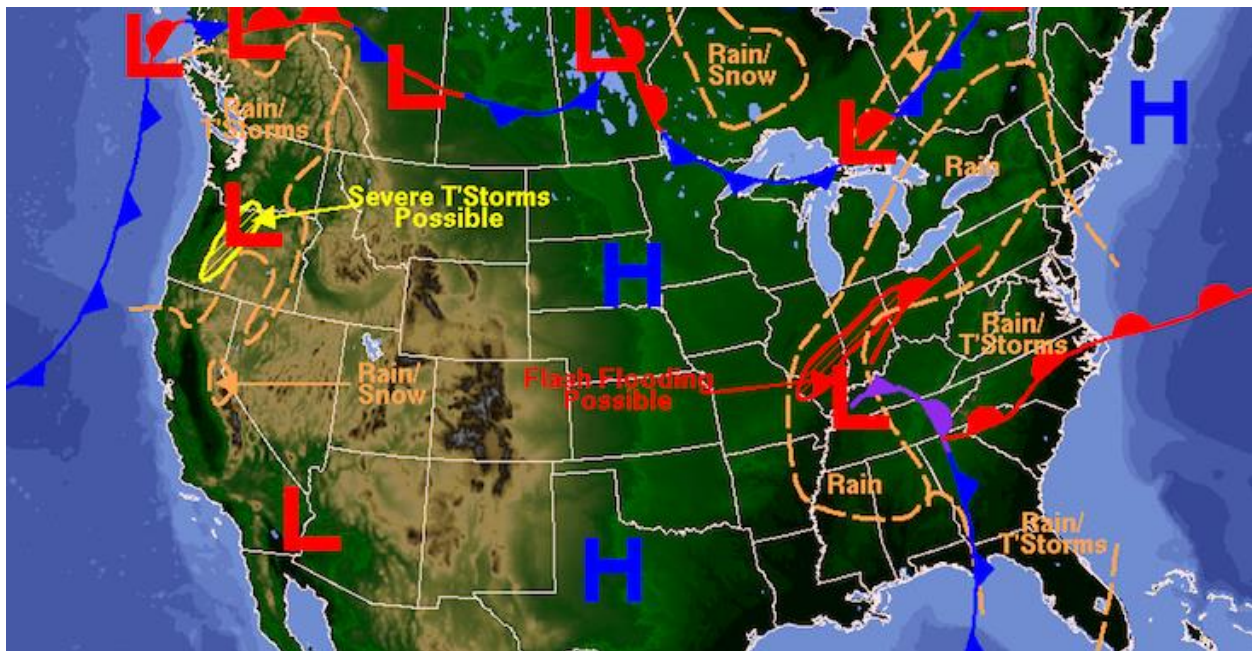 L
L
L
L
Rain/
Snow
H
L
Rain/
T'Storms
Rain
Severe T'Storms
Possible
L
H
Rain/
T'Storms
Rain/
Snow
Flash Flooding
Possible
L
Rain
L
Rain/
T'Storms
H